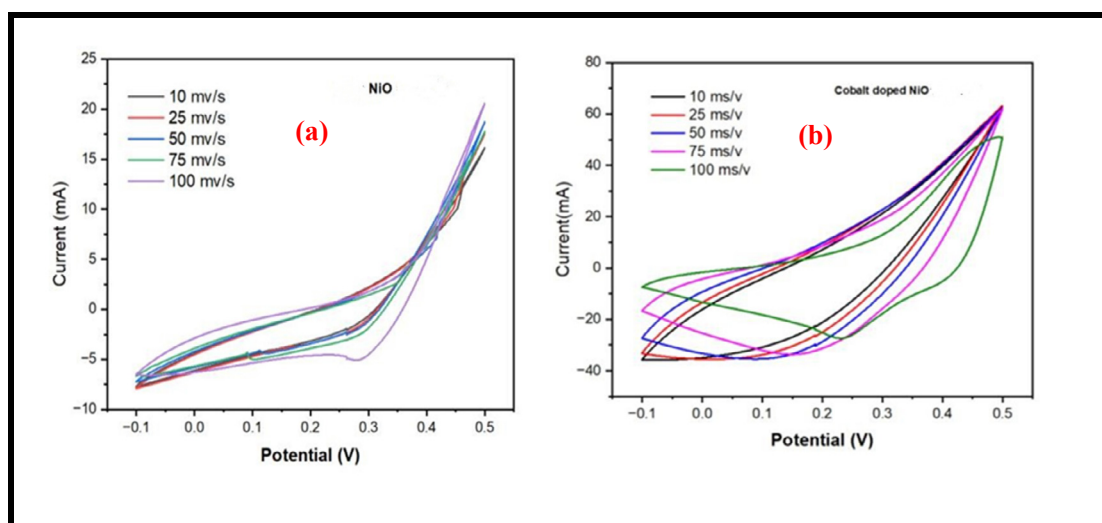 NiO
(a)
10 mv/s
25 mv/s
50 mv/s
75 mv/s
100 mv/s
25
20
15
10
5
0
−5
−10
Current (mA)
−0.1 0.0 0.1 0.2 0.3 0.4 0.5
Potential (V)
Cobalt doped NiO
(b)
10 ms/v
25 ms/v
50 ms/v
75 ms/v
100 ms/v
80
60
40
20
0
−20
−40
Current(mA)
−0.1 0.0 0.1 0.2 0.3 0.4 0.5
Potential (V)